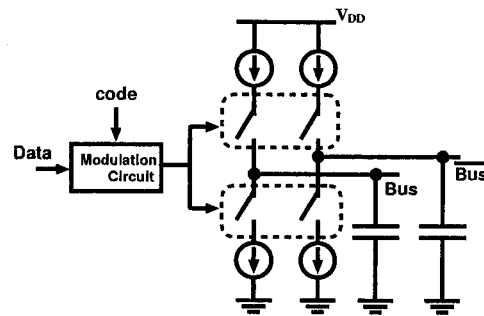 V_DD
code
Data
Modulation
Circuit
Bus
Bus